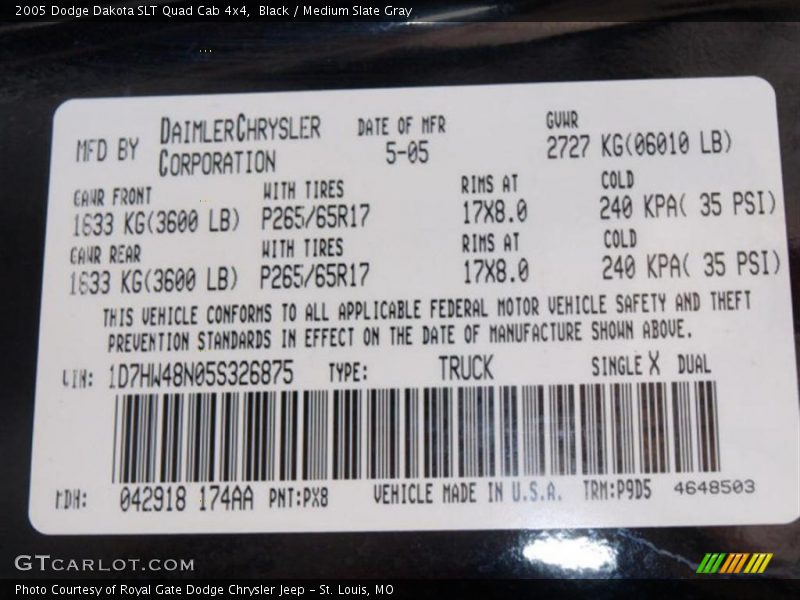 2005 Dodge Dakota SLT Quad Cab 4x4, Black / Medium Slate Gray
MFD BY DAIMLERCHRYSLER CORPORATION DATE OF MFR 5-05 GVWR 2727 KG(06010 LB)
GAWR FRONT WITH TIRES RIMS AT COLD
1633 KG(3600 LB) P265/65R17 17X8.0 240 KPA( 35 PSI)
GAWR REAR WITH TIRES RIMS AT COLD
1633 KG(3600 LB) P265/65R17 17X8.0 240 KPA( 35 PSI)
THIS VEHICLE CONFORMS TO ALL APPLICABLE FEDERAL MOTOR VEHICLE SAFETY AND THEFT
PREVENTION STANDARDS IN EFFECT ON THE DATE OF MANUFACTURE SHOWN ABOVE.
VIN: 1D7HW48N05S326875 TYPE: TRUCK SINGLE X DUAL
MDH: 042918 174AA PNT:PX8 VEHICLE MADE IN U.S.A. TRM:P9D5 4648503
GTCARLOT.COM
Photo Courtesy of Royal Gate Dodge Chrysler Jeep - St. Louis, MO